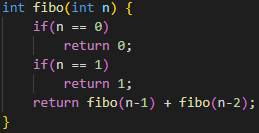 int fibo(int n) {
    if(n == 0)
        return 0;
    if(n == 1)
        return 1;
    return fibo(n-1) + fibo(n-2);
}